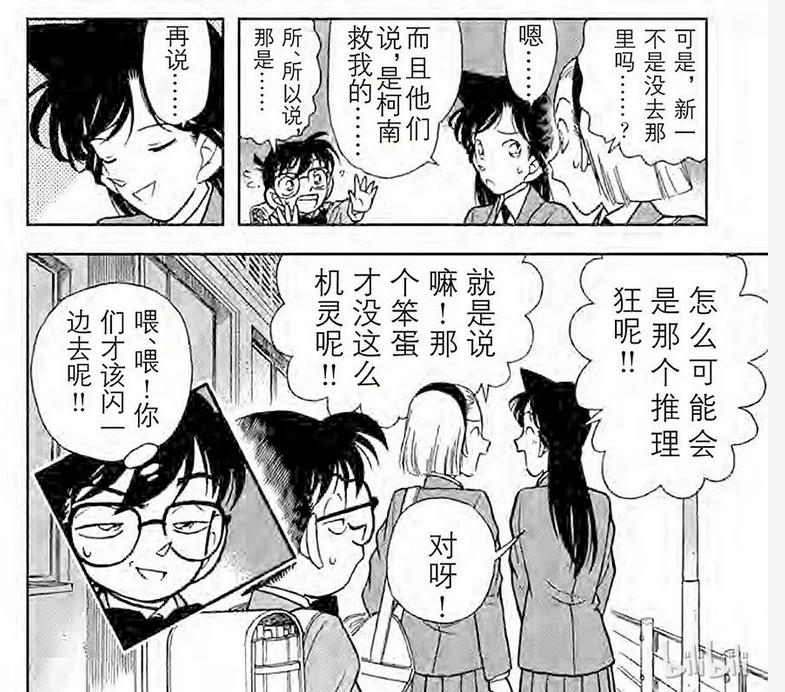 可是，新一
不是没去那
里吗……？
嗯……
而且他们
说，是柯南
救我的……
所、所以说，
那是……
再说……
怎么可能会
是那个推理
狂呢!!
就是说
嘛！那
个笨蛋
才没这么
机灵呢!!
对呀！
喂、喂！你
们才该闪一
边去呢!!
bilibili